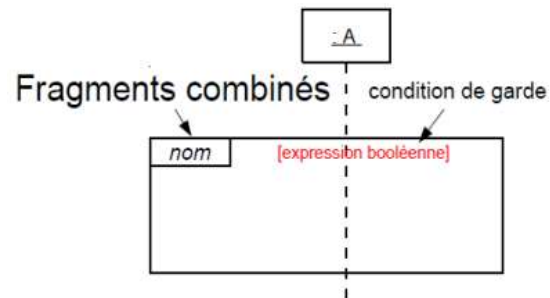 : A
Fragments combinés
condition de garde
nom
[expression booléenne]